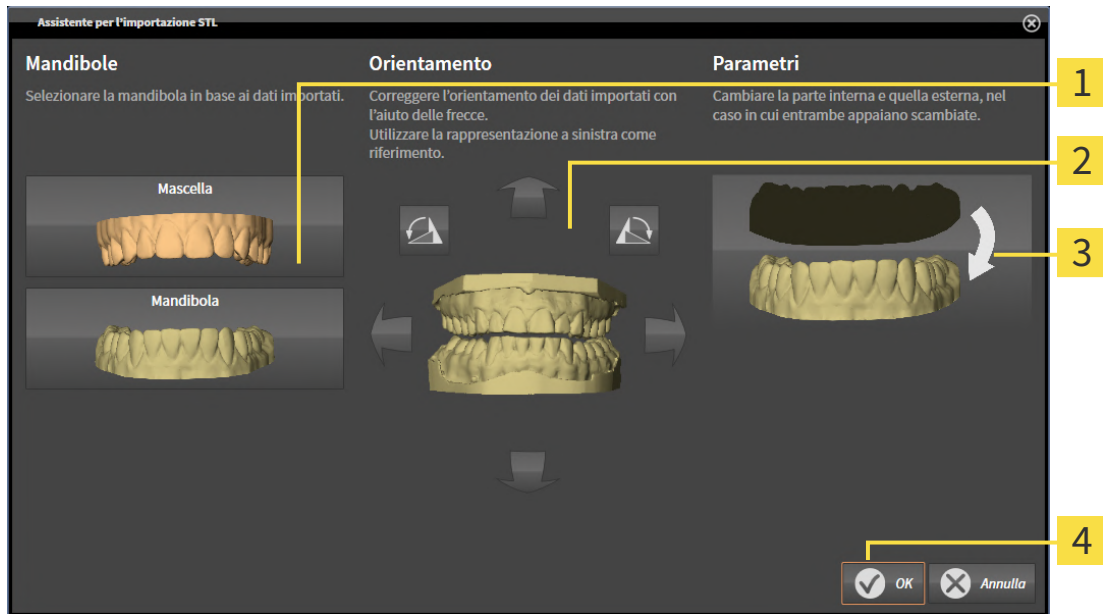 Assistente per l'importazione STL
Mandibole
Selezionare la mandibola in base ai dati importati.
Mascella
Mandibola
Orientamento
Correggere l'orientamento dei dati importati con
l'aiuto delle frecce.
Utilizzare la rappresentazione a sinistra come
riferimento.
Parametri
Cambiare la parte interna e quella esterna, nel
caso in cui entrambe appaiano scambiate.
OK
Annulla
1
2
3
4